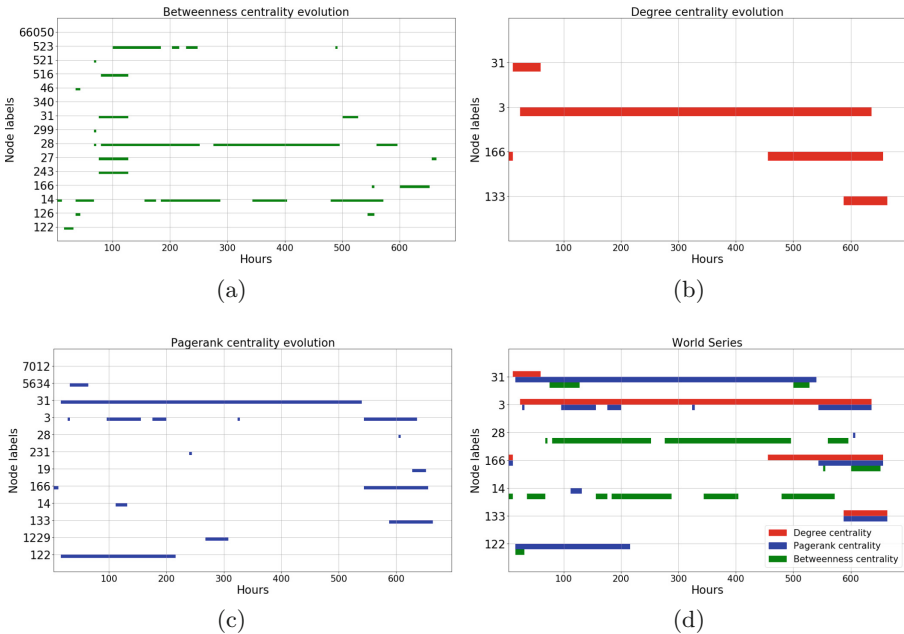 Betweenness centrality evolution
Node labels
66050
523
521
516
46
340
31
299
28
27
243
166
14
126
122
100 200 300 400 500 600
Hours
(a)
Degree centrality evolution
Node labels
31
3
166
133
100 200 300 400 500 600
Hours
(b)
Pagerank centrality evolution
Node labels
7012
5634
31
3
28
231
19
166
14
133
1229
122
100 200 300 400 500 600
Hours
(c)
World Series
Node labels
31
3
28
166
14
133
122
Degree centrality
Pagerank centrality
Betweenness centrality
100 200 300 400 500 600
Hours
(d)